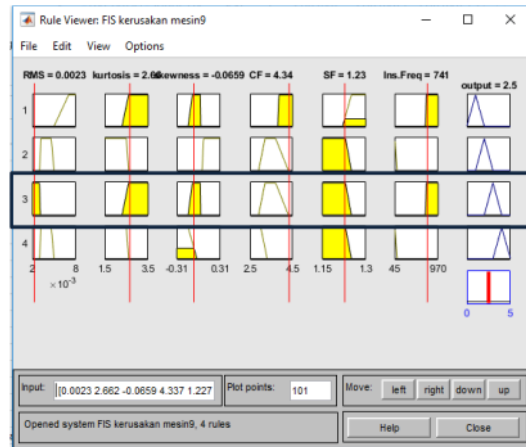 Rule Viewer: FIS kerusakan mesin9
File Edit View Options
RMS = 0.0023 kurtosis = 2.66 skewness = -0.0659 CF = 4.34 SF = 1.23 Ins.Freq = 741 output = 2.5
1
2
3
4
2 8 1.5 3.5 -0.31 0.31 2.5 4.5 1.15 1.3 45 970
×10⁻³
0 5
Input: [0.0023 2.662 -0.0659 4.337 1.227 Plot points: 101 Move: left right down up
Opened system FIS kerusakan mesin9, 4 rules Help Close